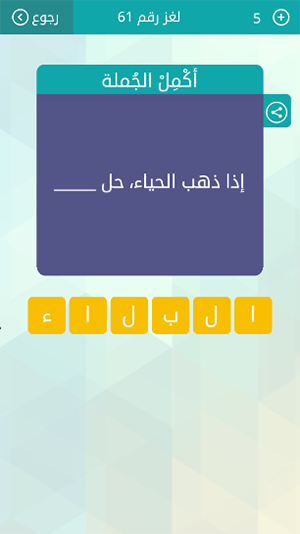 رجوع لغز رقم 61 5
أكْمِلْ الجُملة
إذا ذهب الحياء، حل _____
ا ل ب ل ا ء